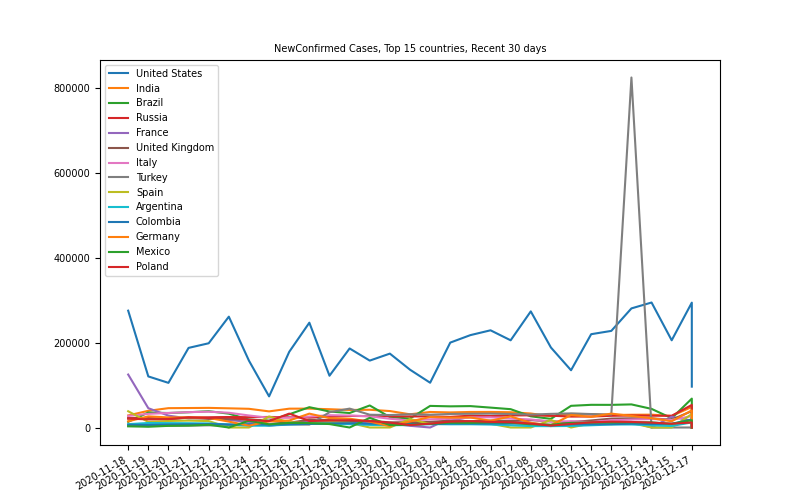 NewConfirmed Cases, Top 15 countries, Recent 30 days
800000
600000
400000
200000
0
United States
India
Brazil
Russia
France
United Kingdom
Italy
Turkey
Spain
Argentina
Colombia
Germany
Mexico
Poland
2020-11-18
2020-11-19
2020-11-20
2020-11-21
2020-11-22
2020-11-23
2020-11-24
2020-11-25
2020-11-26
2020-11-27
2020-11-28
2020-11-29
2020-11-30
2020-12-01
2020-12-02
2020-12-03
2020-12-04
2020-12-05
2020-12-06
2020-12-07
2020-12-08
2020-12-09
2020-12-10
2020-12-11
2020-12-12
2020-12-13
2020-12-14
2020-12-15
2020-12-17